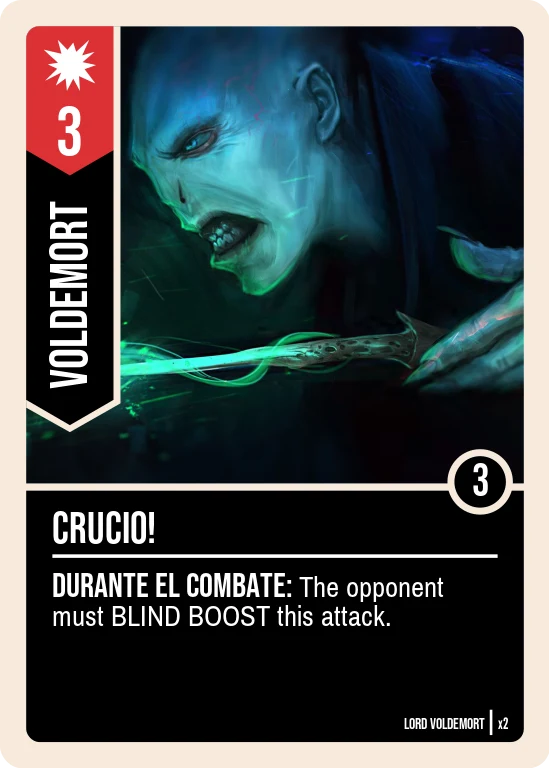 3
VOLDEMORT
3
CRUCIO!
DURANTE EL COMBATE: The opponent
must BLIND BOOST this attack.
LORD VOLDEMORT | x2